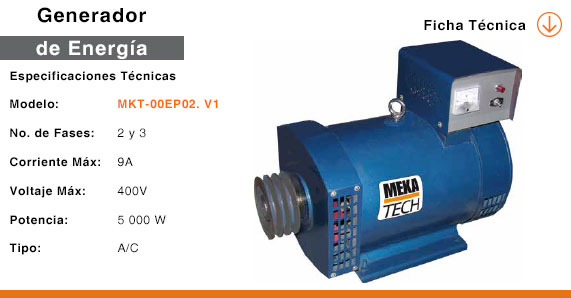 Generador
de Energía
Ficha Técnica
Especificaciones Técnicas
Modelo: MKT-00EP02. V1
No. de Fases: 2 y 3
Corriente Máx: 9A
Voltaje Máx: 400V
Potencia: 5 000 W
Tipo: A/C
MEKA
TECH